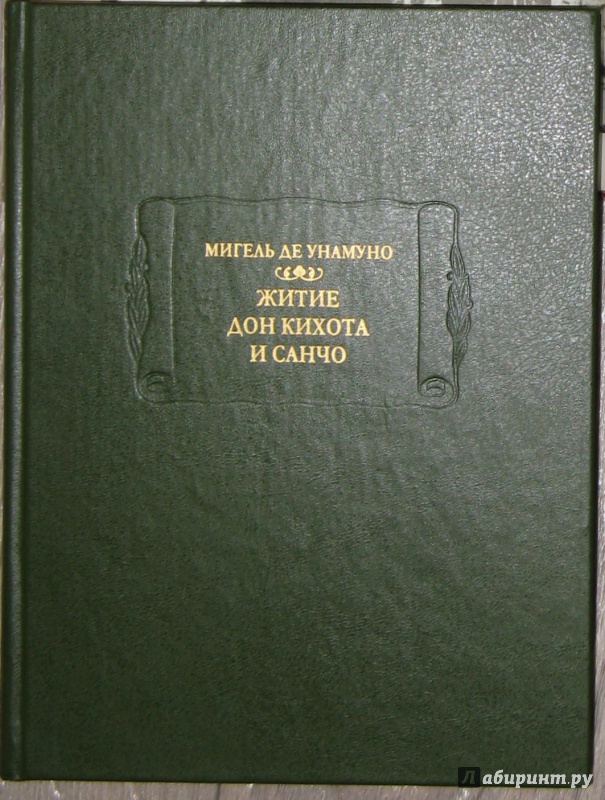 МИГЕЛЬ ДЕ УНАМУНО
ЖИТИЕ
ДОН КИХОТА
И САНЧО
Лабиринт.ру